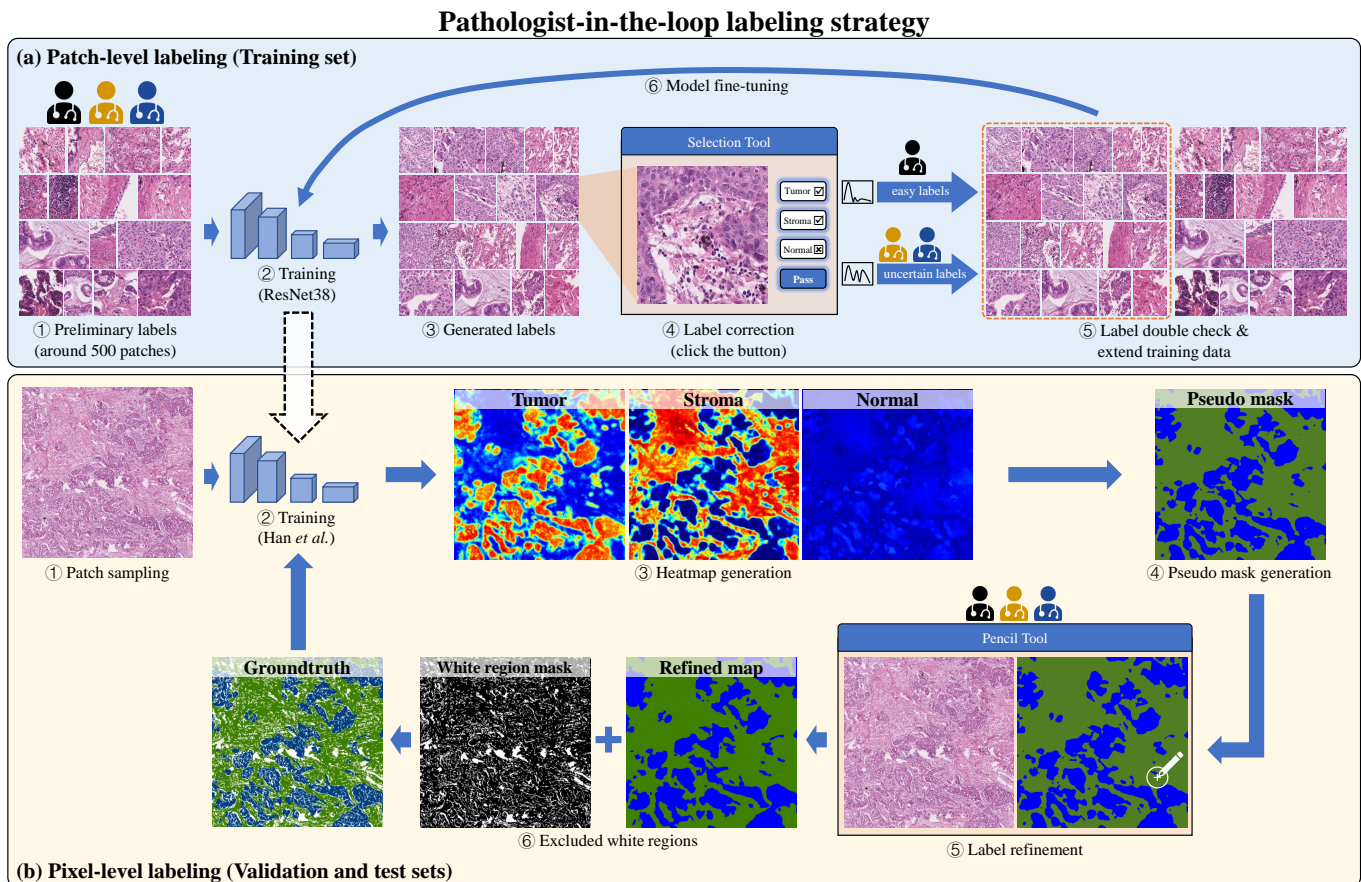 Pathologist-in-the-loop labeling strategy
(a) Patch-level labeling (Training set)
⑥ Model fine-tuning
Selection Tool
Tumor
Stroma
Normal
Pass
easy labels
uncertain labels
② Training
(ResNet38)
① Preliminary labels
(around 500 patches)
③ Generated labels
④ Label correction
(click the button)
⑤ Label double check &
extend training data
Tumor
Stroma
Normal
Pseudo mask
② Training
(Han et al.)
① Patch sampling
③ Heatmap generation
④ Pseudo mask generation
Pencil Tool
Groundtruth
White region mask
Refined map
⑥ Excluded white regions
⑤ Label refinement
(b) Pixel-level labeling (Validation and test sets)